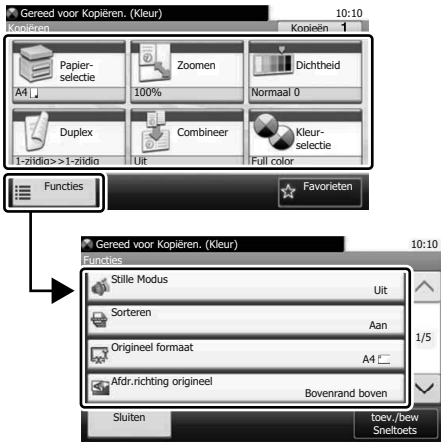 Gereed voor Kopiëren. (Kleur) 10:10
Kopiëren Kopieën 1
Papier-
selectie
A4
Zoomen
100%
Dichtheid
Normaal 0
Duplex
1-zijdig>>1-zijdig
Combineer
Uit
Kleur-
selectie
Full color
Functies Favorieten
Gereed voor Kopiëren. (Kleur) 10:10
Functies
Stille Modus
Uit
Sorteren
Aan
1/5
Origineel formaat
A4
Afdr.richting origineel
Bovenrand boven
Sluiten
toev./bew
Sneltoets